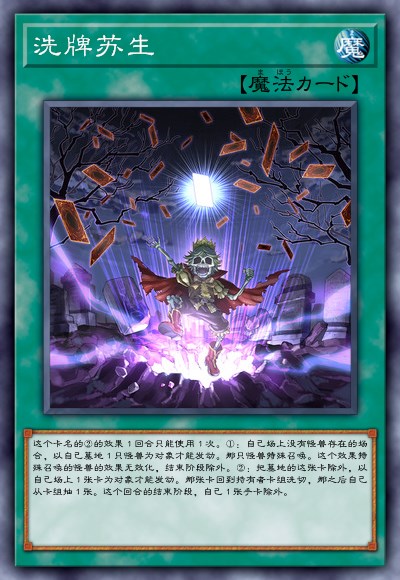 洗牌苏生
魔
【魔法カード】
ま ほう
这个卡名的②的效果1回合只能使用1次。①：自己场上没有怪兽存在的场
合，以自己墓地1只怪兽为对象才能发动。那只怪兽特殊召唤。这个效果特
殊召唤的怪兽的效果无效化，结束阶段除外。②：把墓地的这张卡除外，以
自己场上1张卡为对象才能发动。那张卡回到持有者卡组洗切，那之后自己
从卡组抽1张。这个回合的结束阶段，自己1张手卡除外。